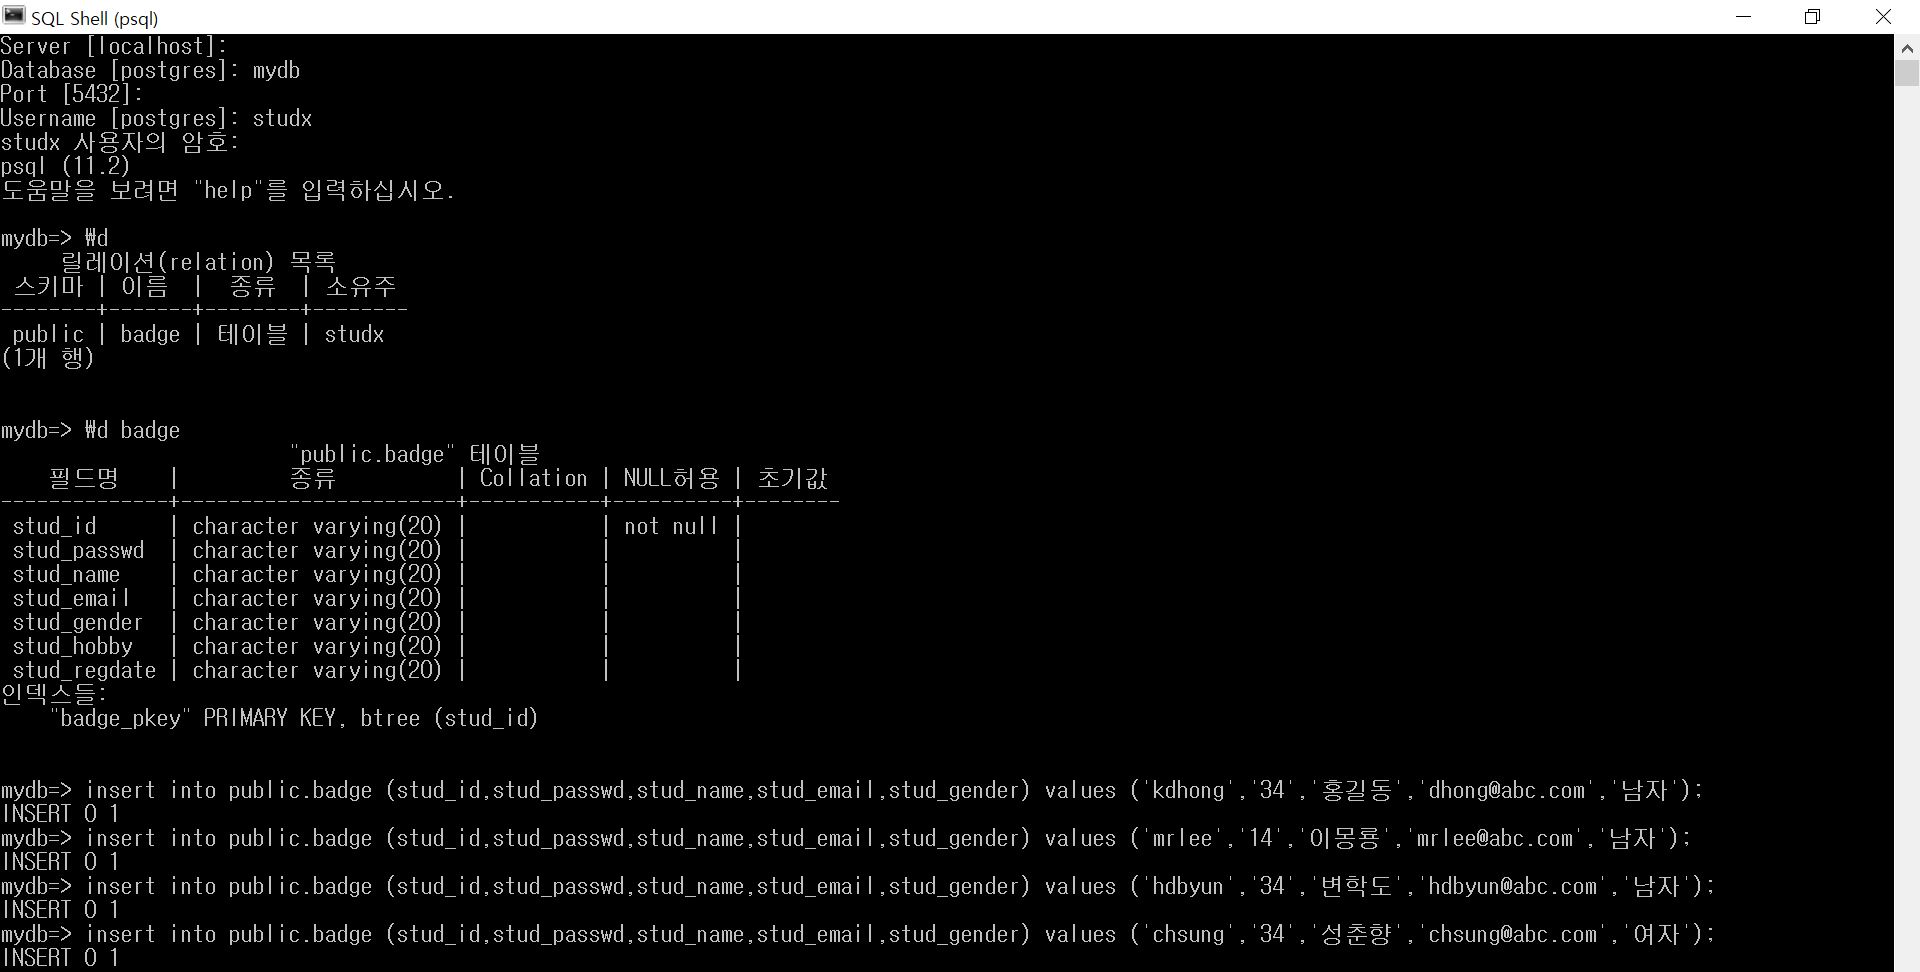 SQL Shell (psql)
Server [localhost]:
Database [postgres]: mydb
Port [5432]:
Username [postgres]: studx
studx 사용자의 암호:
psql (11.2)
도움말을 보려면 "help"를 입력하십시오.
mydb=> ₩d
릴레이션(relation) 목록
스키마 | 이름 | 종류 | 소유주
--------+-------+--------+--------
public | badge | 테이블 | studx
(1개 행)
mydb=> ₩d badge
"public.badge" 테이블
필드명 | 종류 | Collation | NULL허용 | 초기값
--------------+-----------------------+-----------+----------+--------
stud_id | character varying(20) | | not null |
stud_passwd | character varying(20) | | |
stud_name | character varying(20) | | |
stud_email | character varying(20) | | |
stud_gender | character varying(20) | | |
stud_hobby | character varying(20) | | |
stud_regdate | character varying(20) | | |
인덱스들:
"badge_pkey" PRIMARY KEY, btree (stud_id)
mydb=> insert into public.badge (stud_id,stud_passwd,stud_name,stud_email,stud_gender) values ('kdhong','34','홍길동','dhong@abc.com','남자');
INSERT 0 1
mydb=> insert into public.badge (stud_id,stud_passwd,stud_name,stud_email,stud_gender) values ('mrlee','14','이몽룡','mrlee@abc.com','남자');
INSERT 0 1
mydb=> insert into public.badge (stud_id,stud_passwd,stud_name,stud_email,stud_gender) values ('hdbyun','34','변학도','hdbyun@abc.com','남자');
INSERT 0 1
mydb=> insert into public.badge (stud_id,stud_passwd,stud_name,stud_email,stud_gender) values ('chsung','34','성춘향','chsung@abc.com','여자');
INSERT 0 1